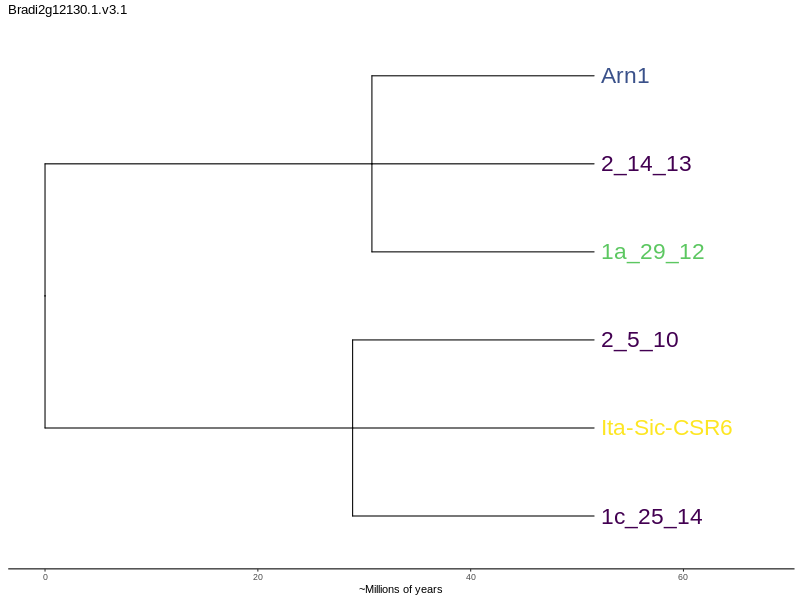 Bradi2g12130.1.v3.1
Arn1
2_14_13
1a_29_12
2_5_10
Ita-Sic-CSR6
1c_25_14
0 20 40 60
~Millions of years